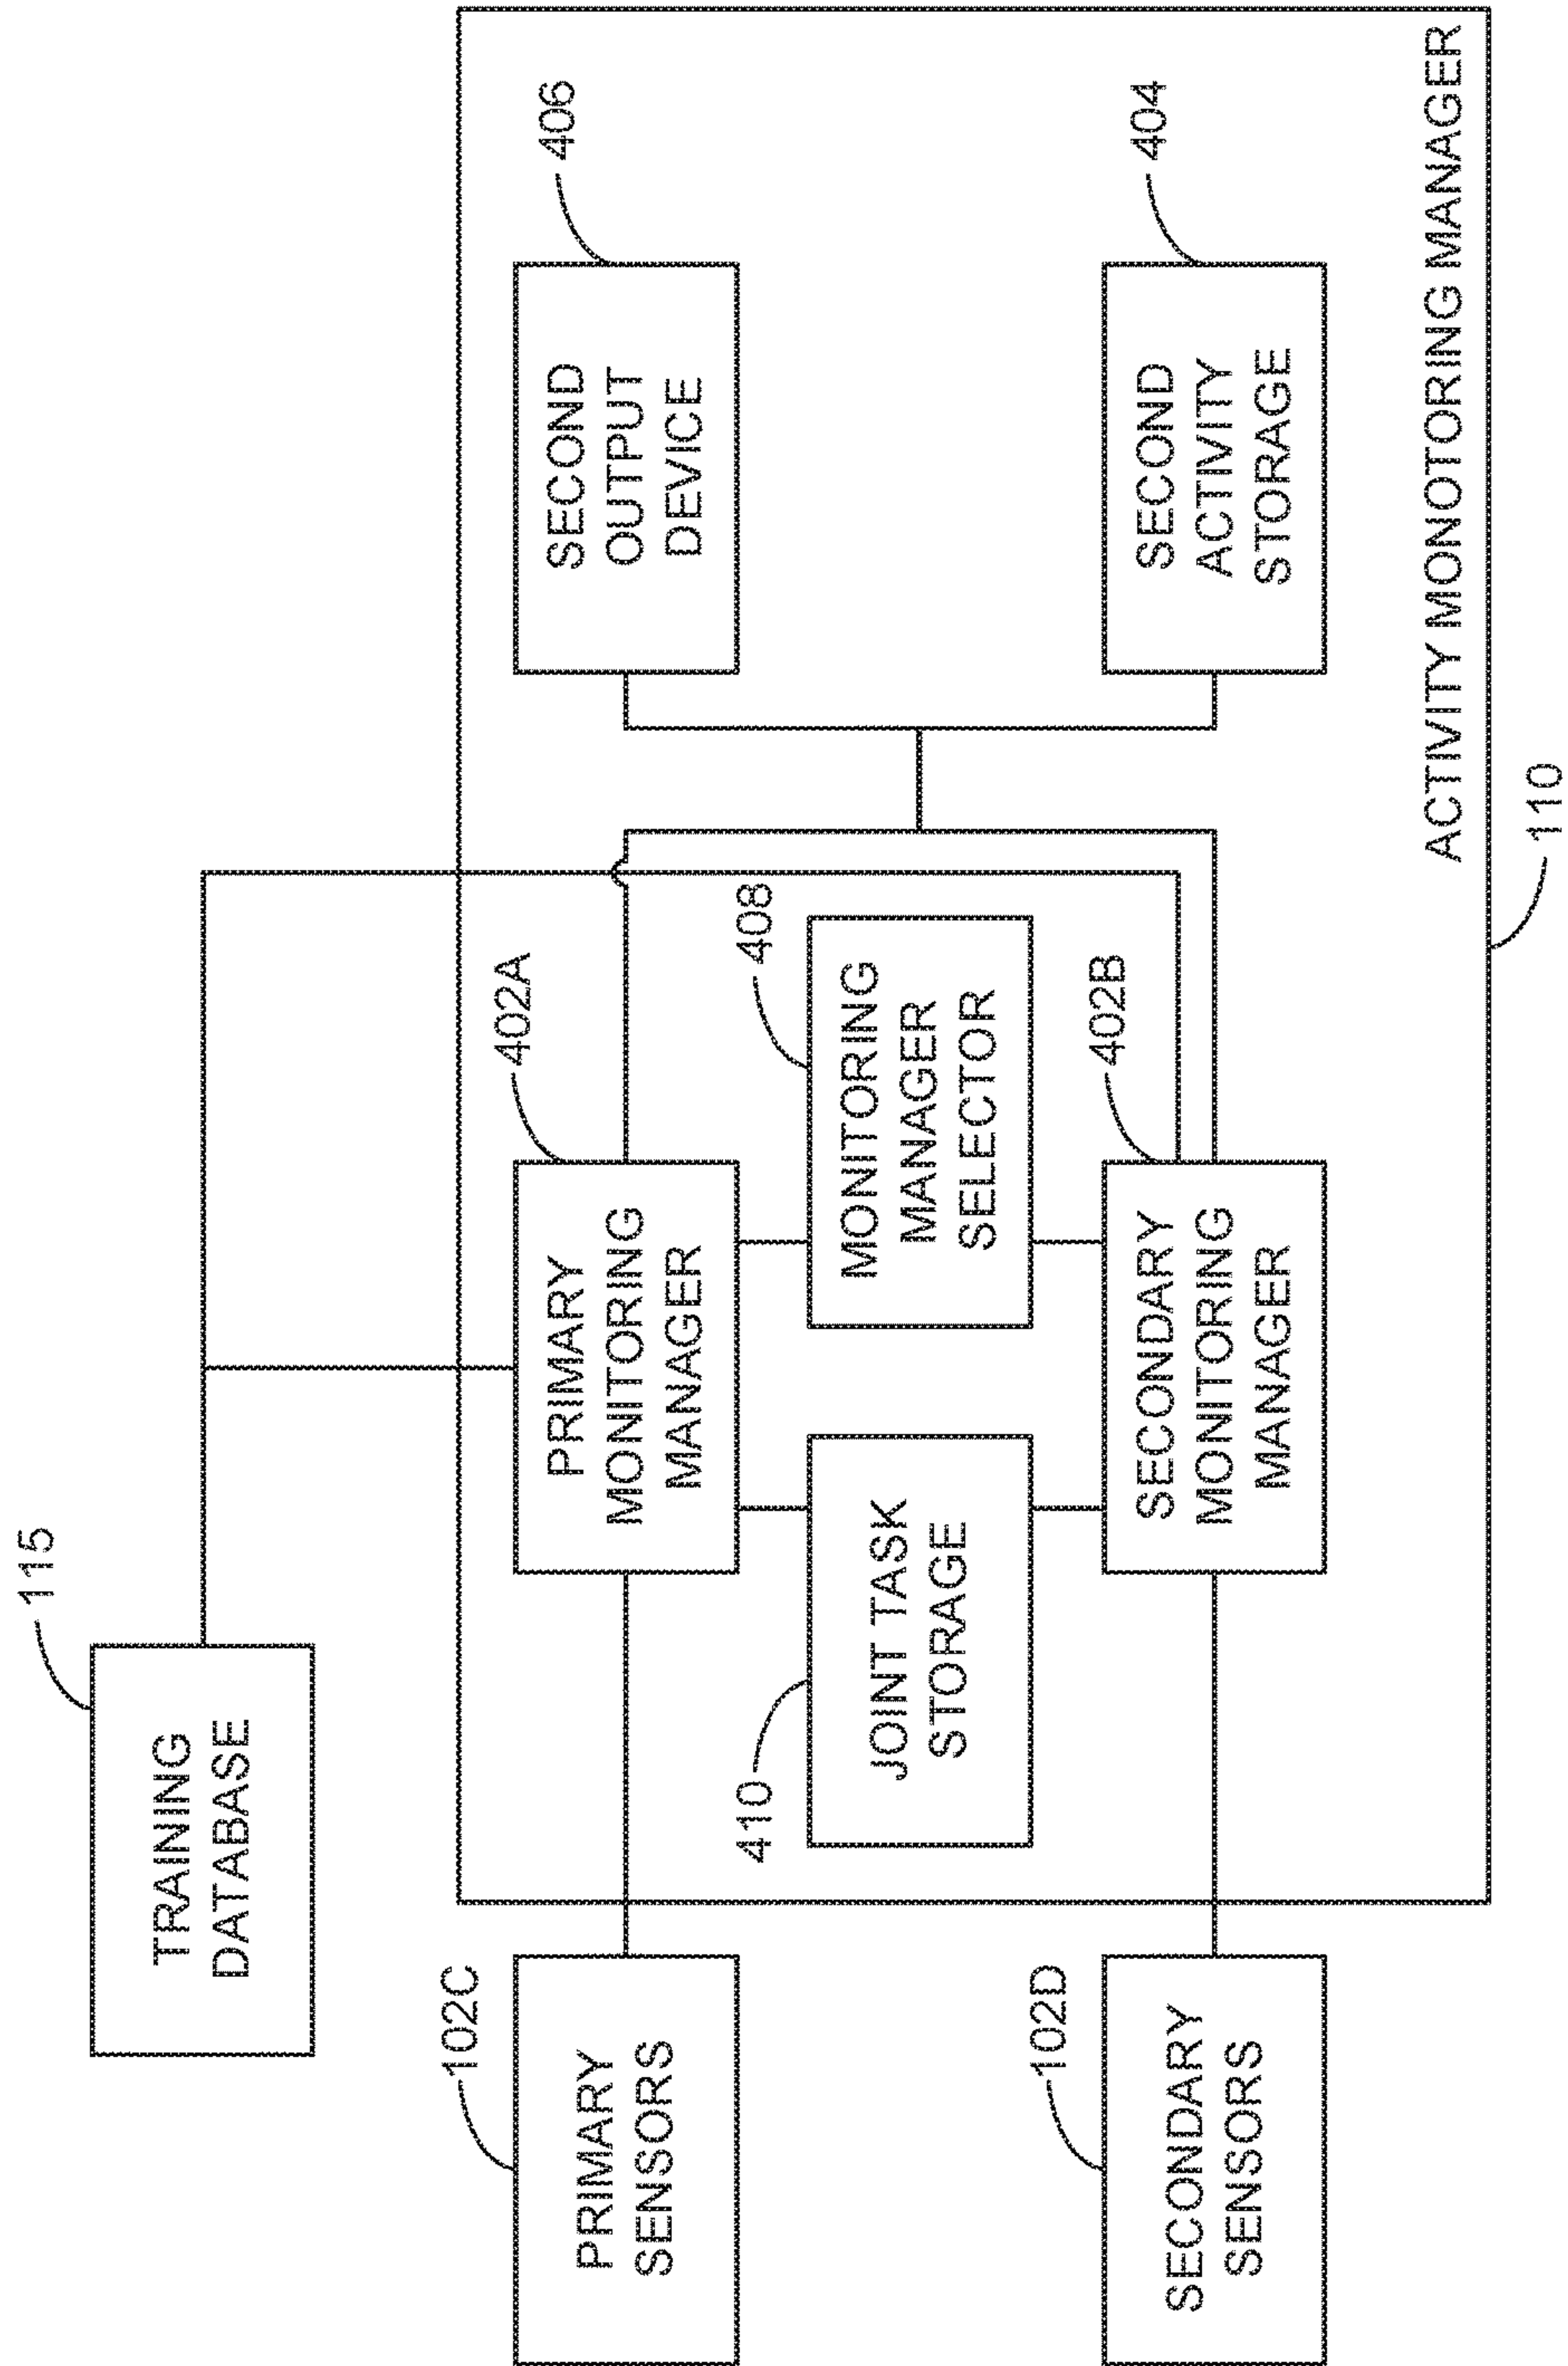 115
TRAINING
DATABASE
102C
PRIMARY
SENSORS
402A
PRIMARY
MONITORING
MANAGER
406
SECOND
OUTPUT
DEVICE
410
JOINT TASK
STORAGE
408
MONITORING
MANAGER
SELECTOR
102D
SECONDARY
SENSORS
402B
SECONDARY
MONITORING
MANAGER
404
SECOND
ACTIVITY
STORAGE
ACTIVITY MONOTORING MANAGER
110